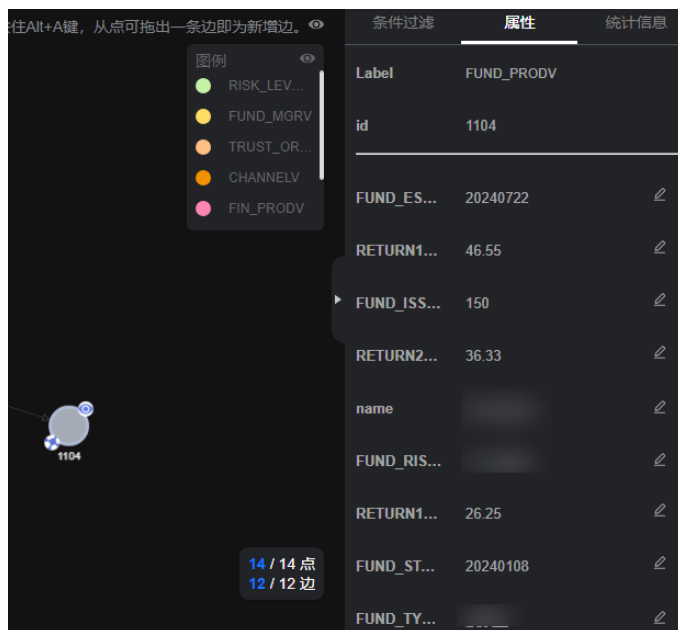 住Alt+A键，从点可拖出一条边即为新增边。
图例
RISK_LEV...
FUND_MGRV
TRUST_OR...
CHANNELV
FIN_PRODV
1104
14 / 14 点
12 / 12 边
条件过滤 属性 统计信息
Label FUND_PRODV
id 1104
FUND_ES... 20240722
RETURN1... 46.55
FUND_ISS... 150
RETURN2... 36.33
name
FUND_RIS...
RETURN1... 26.25
FUND_ST... 20240108
FUND_TY...